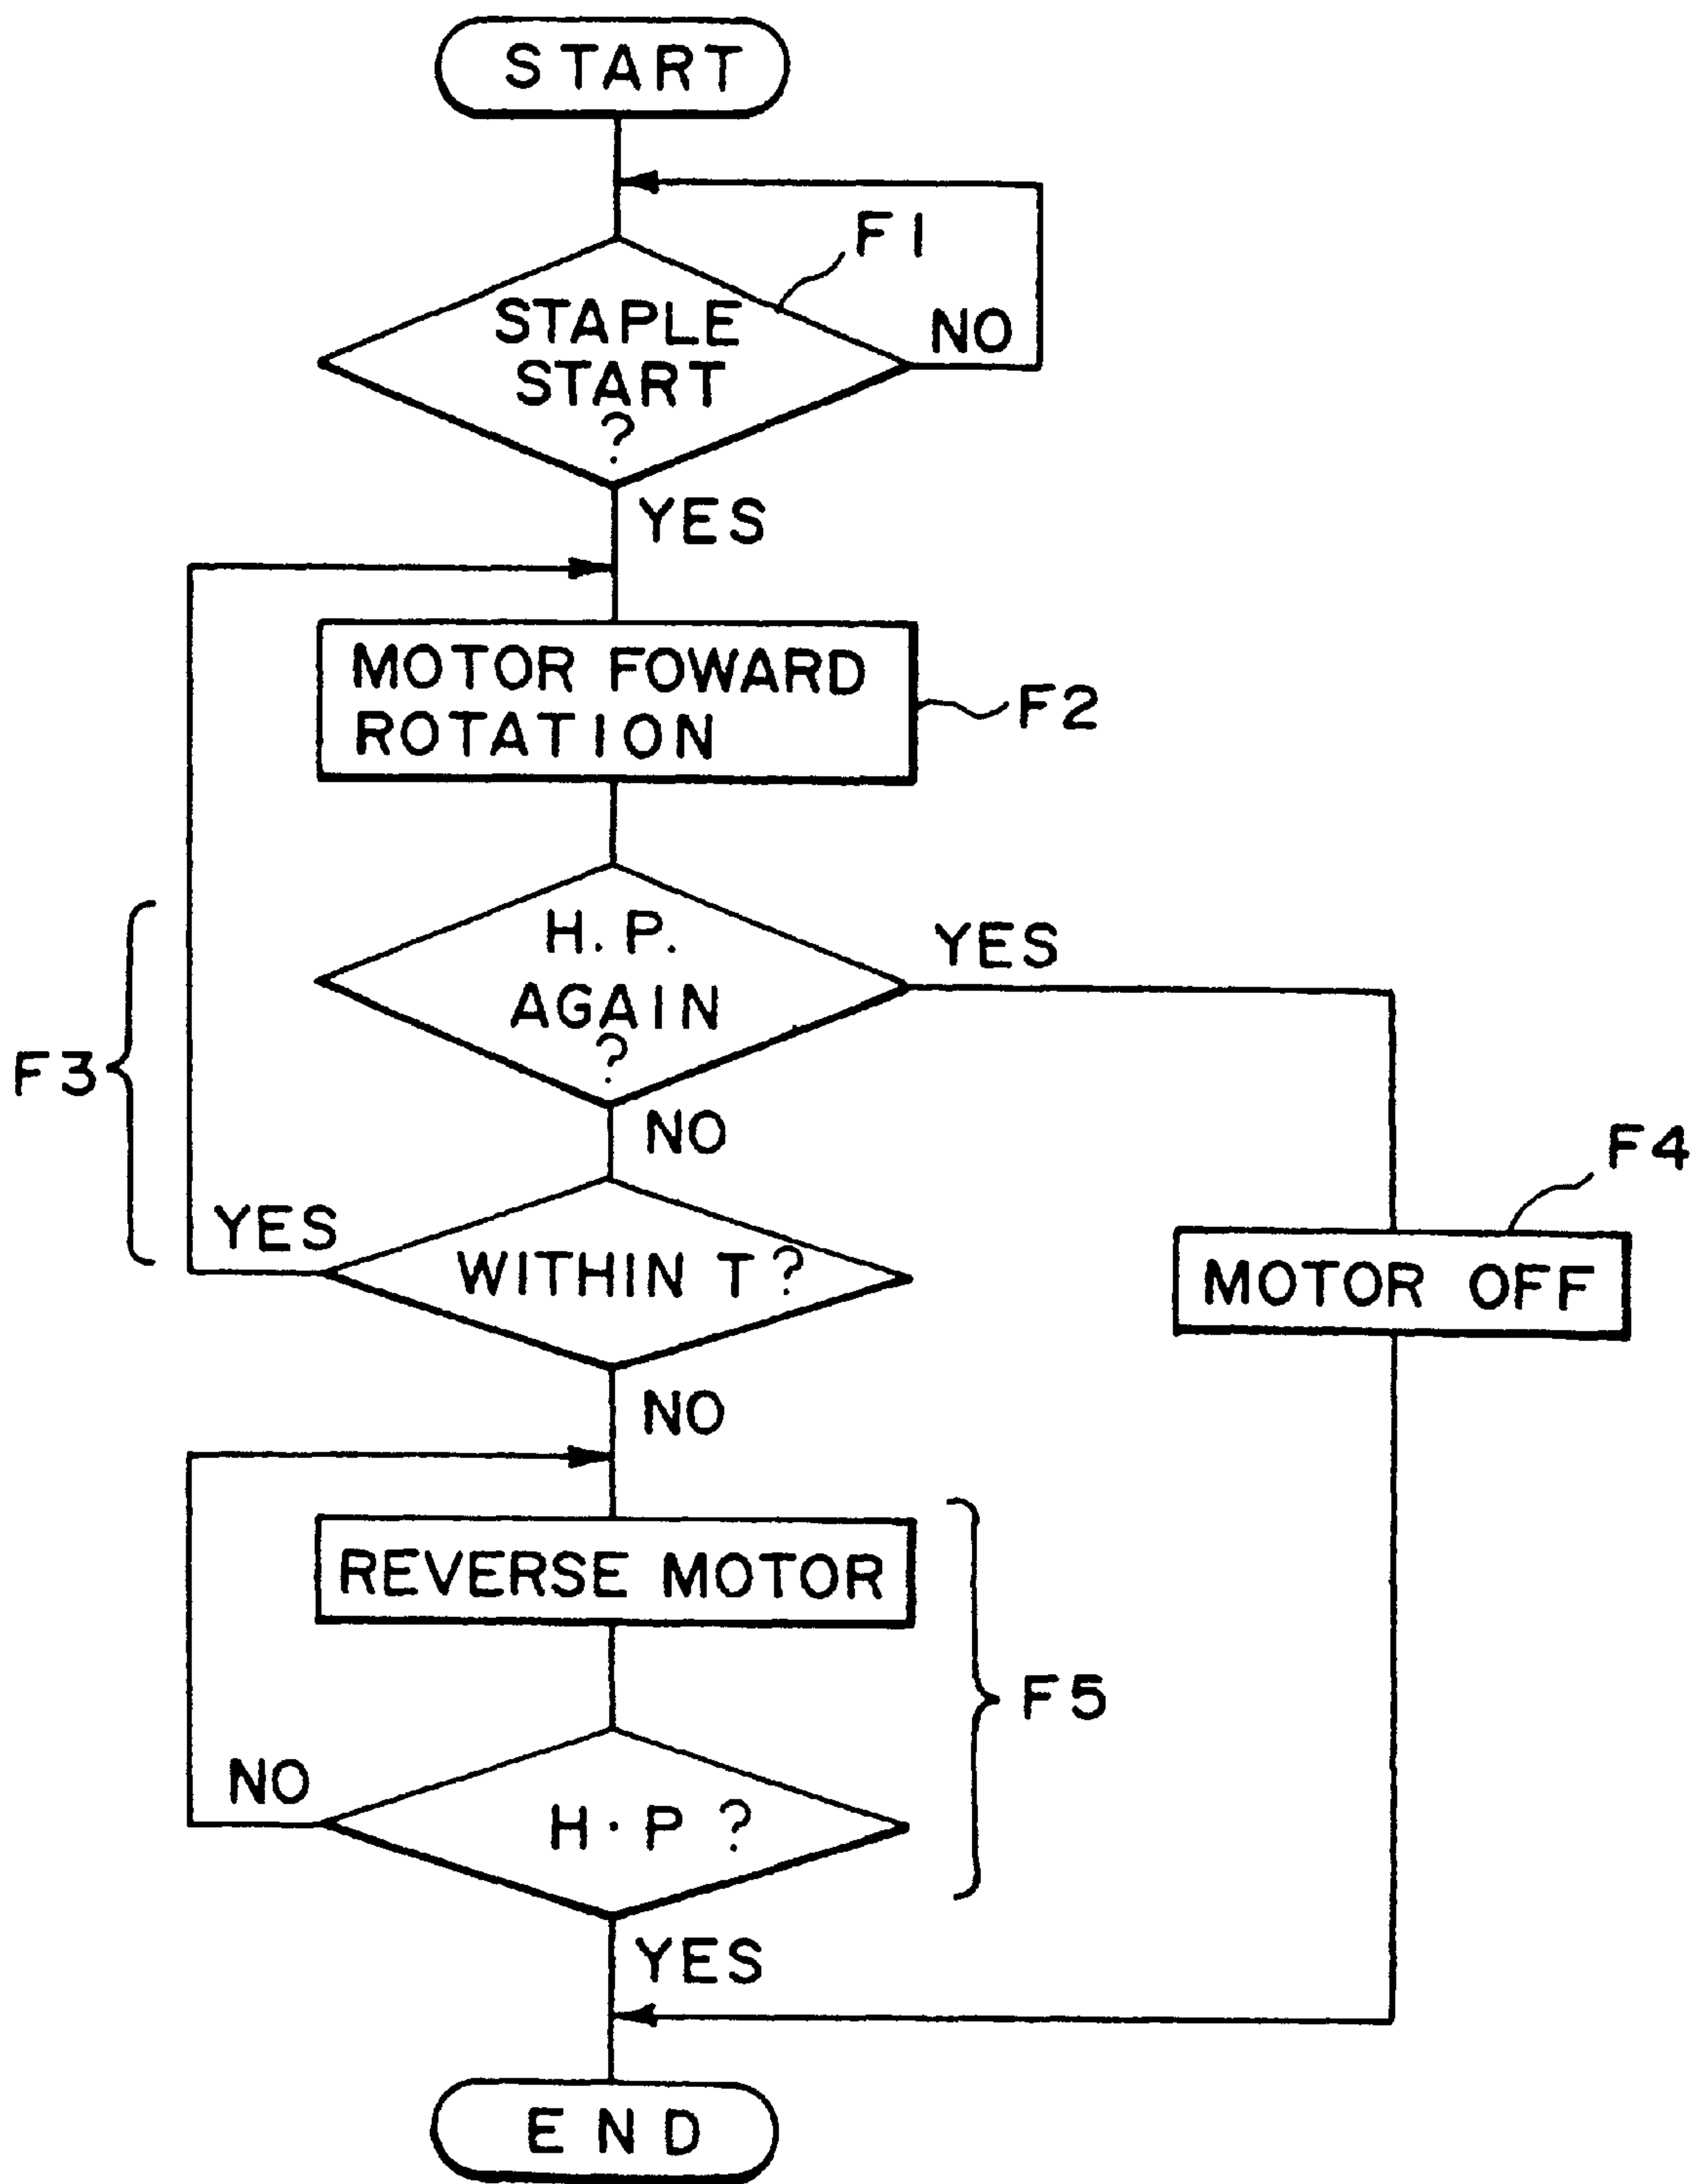 START
F1
STAPLE
START
?
NO
YES
MOTOR FOWARD
ROTATION
F2
H.P.
AGAIN
?
YES
F3
NO
F4
YES
WITHIN T?
MOTOR OFF
NO
REVERSE MOTOR
F5
NO
H·P?
YES
END